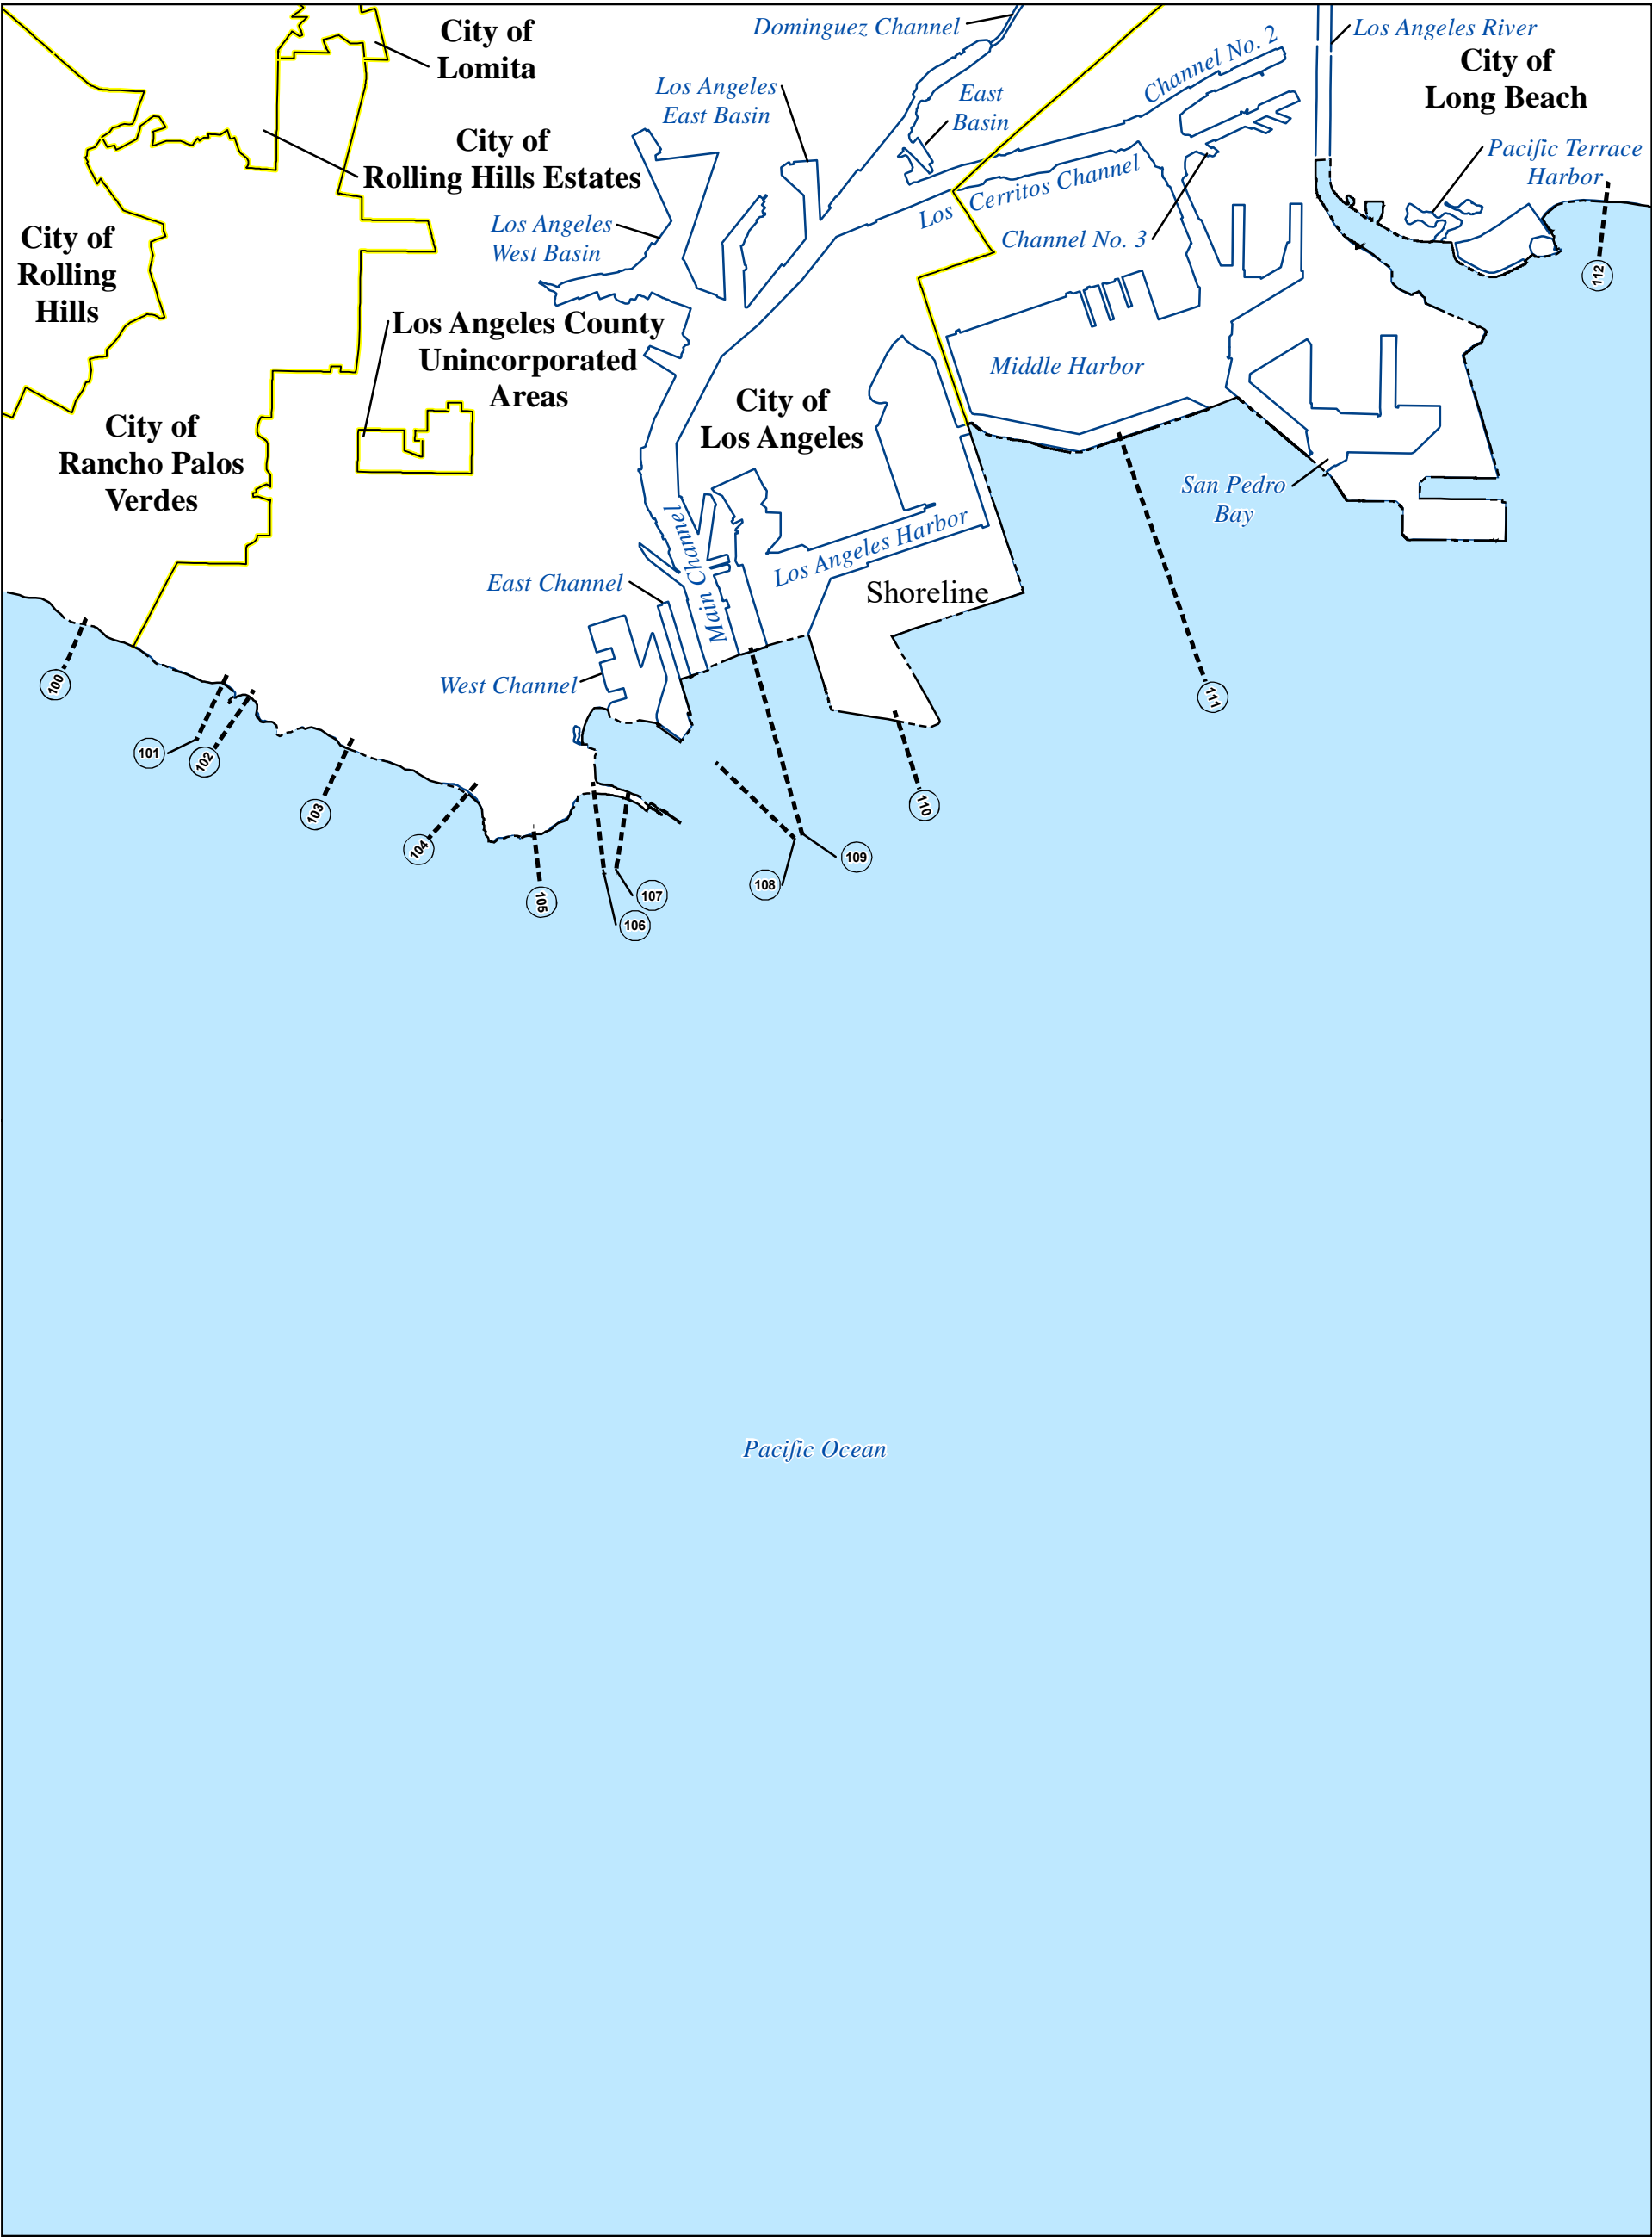 City of
Lomita
Dominguez Channel
Los Angeles River
City of
Long Beach
Channel No. 2
Los Angeles
East Basin
East
Basin
City of
Rolling Hills Estates
Pacific Terrace
Harbor
Los Cerritos Channel
City of
Rolling
Hills
Los Angeles
West Basin
Channel No. 3
112
Los Angeles County
Unincorporated
Areas
Middle Harbor
City of
Los Angeles
City of
Rancho Palos
Verdes
San Pedro
Bay
Main Channel
Los Angeles Harbor
East Channel
Shoreline
West Channel
100
111
101
102
103
110
104
109
108
107
105
106
Pacific Ocean